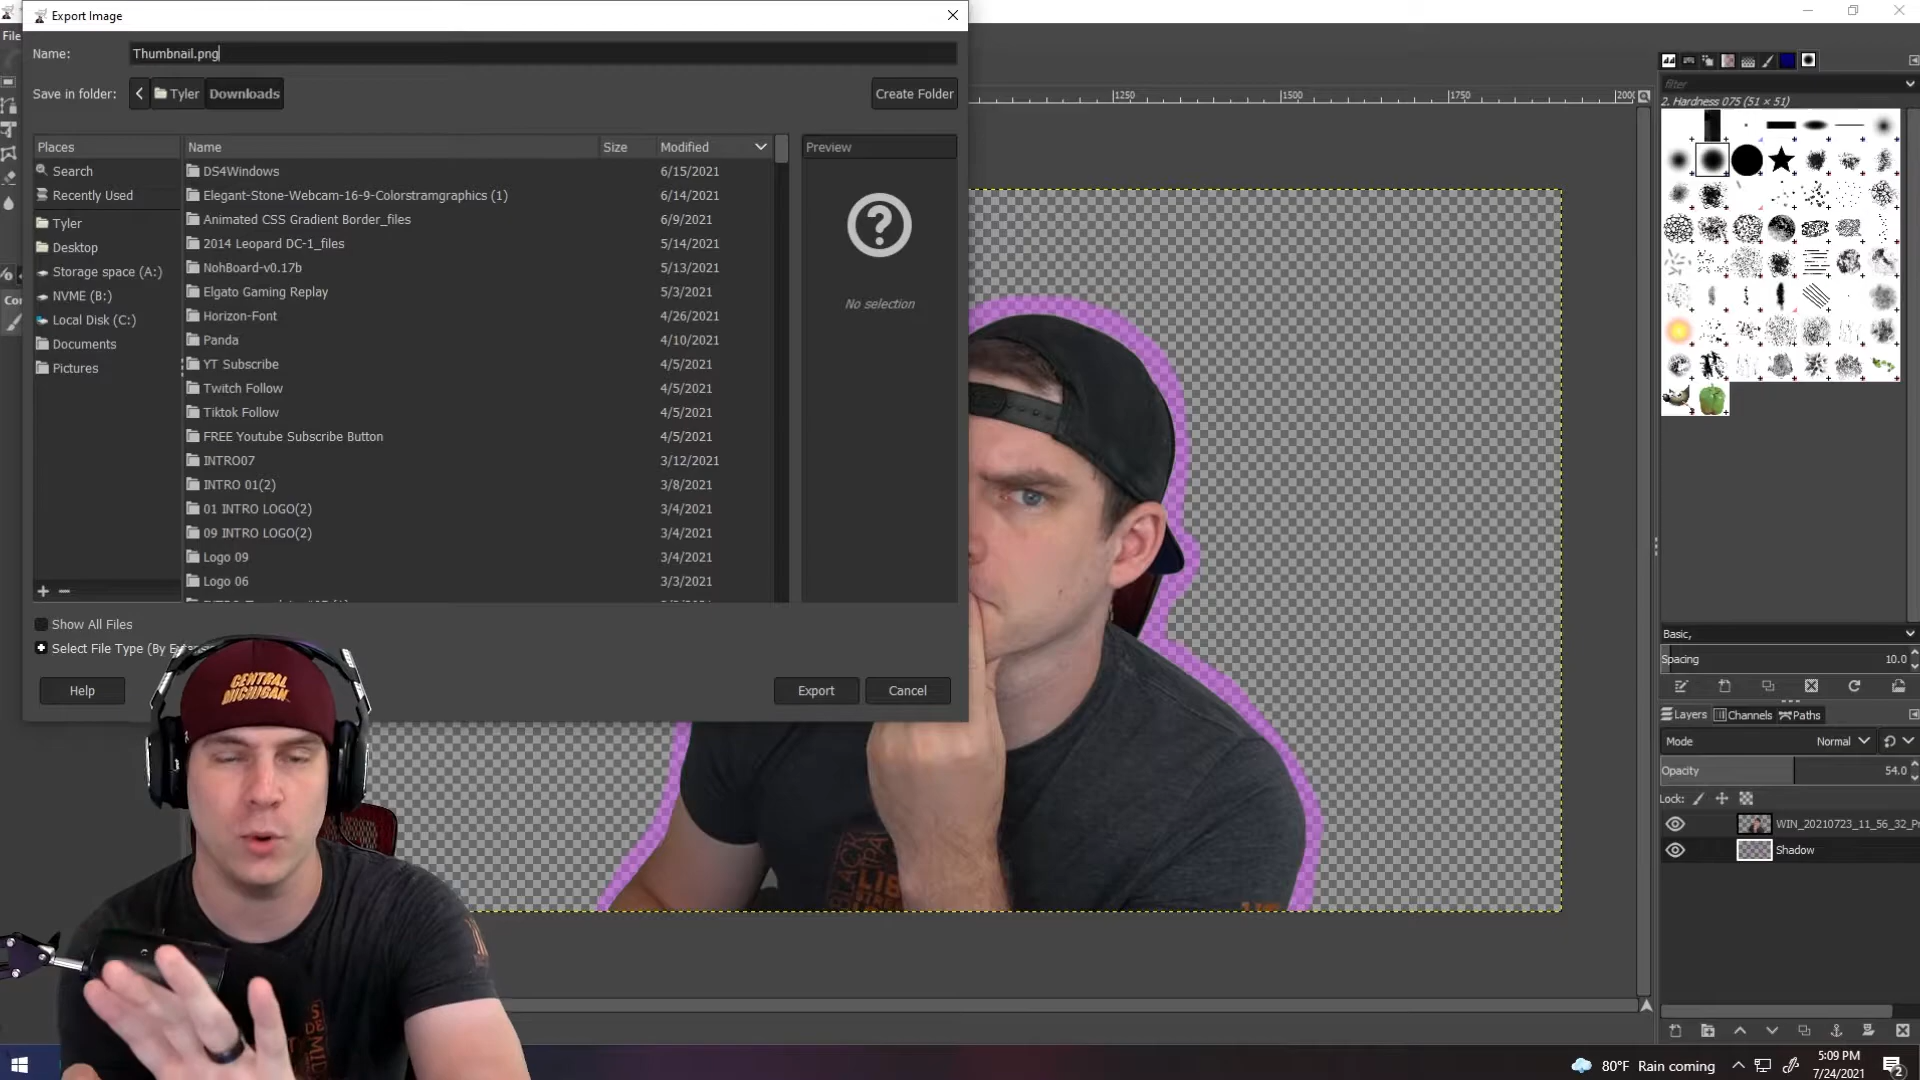 Export Image
File
Name: Thumbnail.png
Save in folder: Tyler Downloads Create Folder
Places Name Size Modified Preview
Search
Recently Used
Tyler
Desktop
Storage space (A:)
NVME (B:)
Local Disk (C:)
Documents
Pictures
DS4Windows 6/15/2021
Elegant-Stone-Webcam-16-9-Colorstramgraphics (1) 6/14/2021
Animated CSS Gradient Border_files 6/9/2021
2014 Leopard DC-1_files 5/14/2021
NohBoard-v0.17b 5/13/2021
Elgato Gaming Replay 5/3/2021
Horizon-Font 4/26/2021
Panda 4/10/2021
YT Subscribe 4/5/2021
Twitch Follow 4/5/2021
Tiktok Follow 4/5/2021
FREE Youtube Subscribe Button 4/5/2021
INTRO07 3/12/2021
INTRO 01(2) 3/8/2021
01 INTRO LOGO(2) 3/4/2021
09 INTRO LOGO(2) 3/4/2021
Logo 09 3/4/2021
Logo 06 3/3/2021
No selection
Show All Files
Select File Type (By Exten
Help Export Cancel
1250 1500 1750 2000
filter
2. Hardness 075 (51 × 51)
Basic,
Spacing 10.0
Layers Channels Paths
Mode Normal
Opacity 54.0
Lock:
WIN_20210723_11_56_32_P
Shadow
CENTRAL
MICHIGAN
80°F Rain coming
5:09 PM
7/24/2021
2